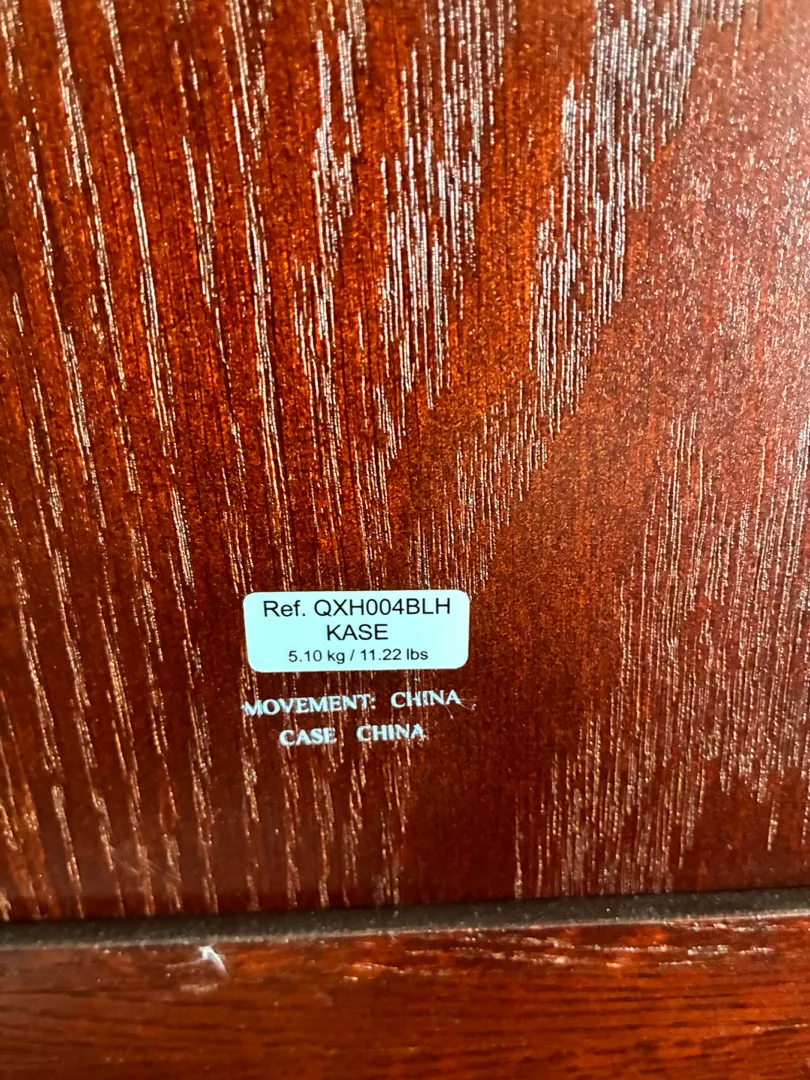 Ref. QXH004BLH
KASE
5.10 kg / 11.22 lbs
MOVEMENT: CHINA
CASE CHINA